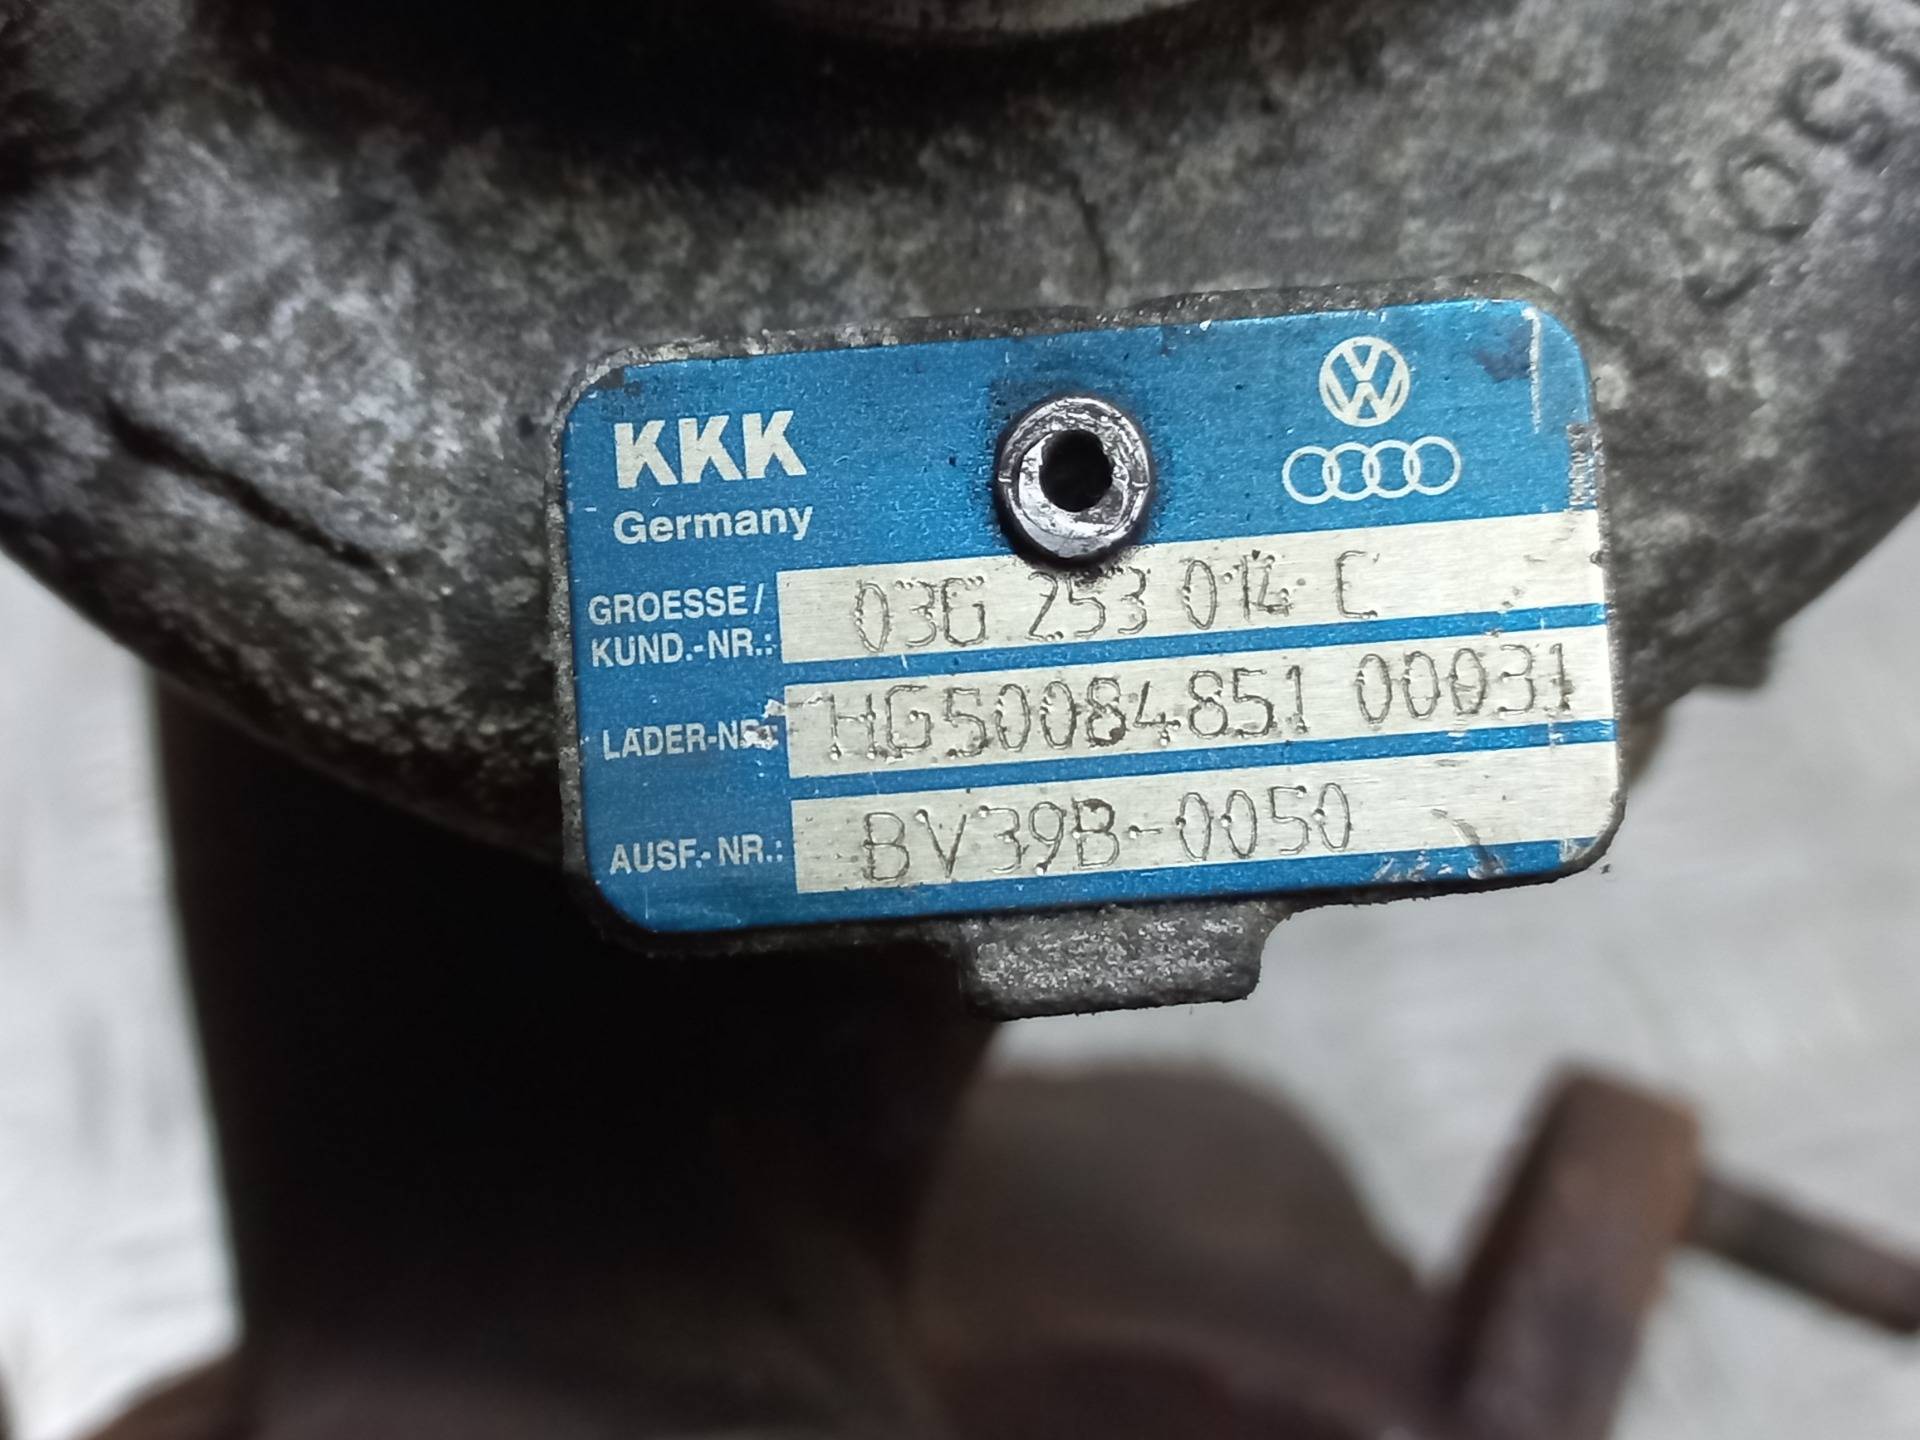 KKK
Germany
GROESSE/
KUND.-NR.: 03G 253 014 C
LADER-NR.: HG50084851 00031
AUSF.-NR.: BV39B-0050